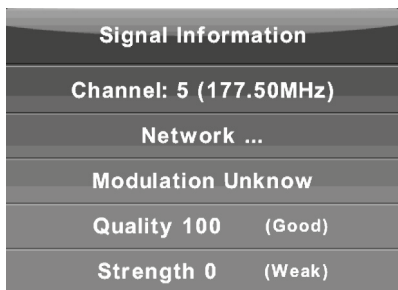 Signal Information
Channel: 5 (177.50MHz)
Network ...
Modulation Unknow
Quality 100 (Good)
Strength 0 (Weak)